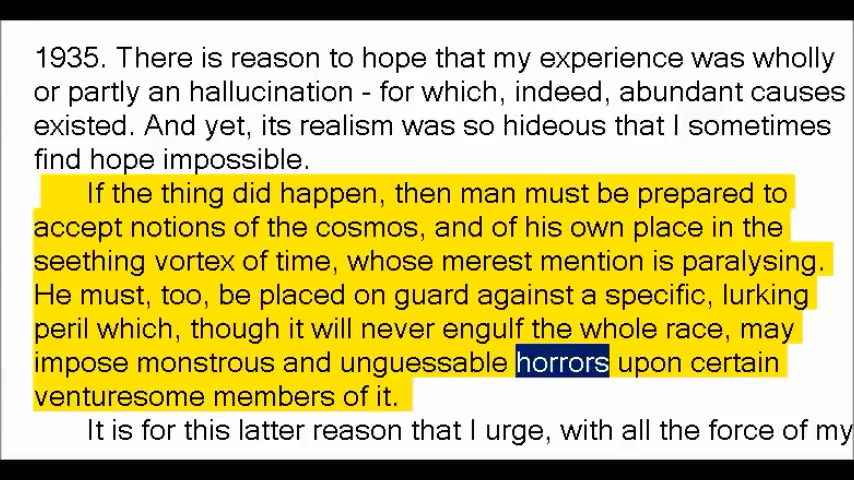 1935. There is reason to hope that my experience was wholly
or partly an hallucination - for which, indeed, abundant causes
existed. And yet, its realism was so hideous that I sometimes
find hope impossible.
If the thing did happen, then man must be prepared to
accept notions of the cosmos, and of his own place in the
seething vortex of time, whose merest mention is paralysing.
He must, too, be placed on guard against a specific, lurking
peril which, though it will never engulf the whole race, may
impose monstrous and unguessable horrors upon certain
venturesome members of it.
It is for this latter reason that I urge, with all the force of my